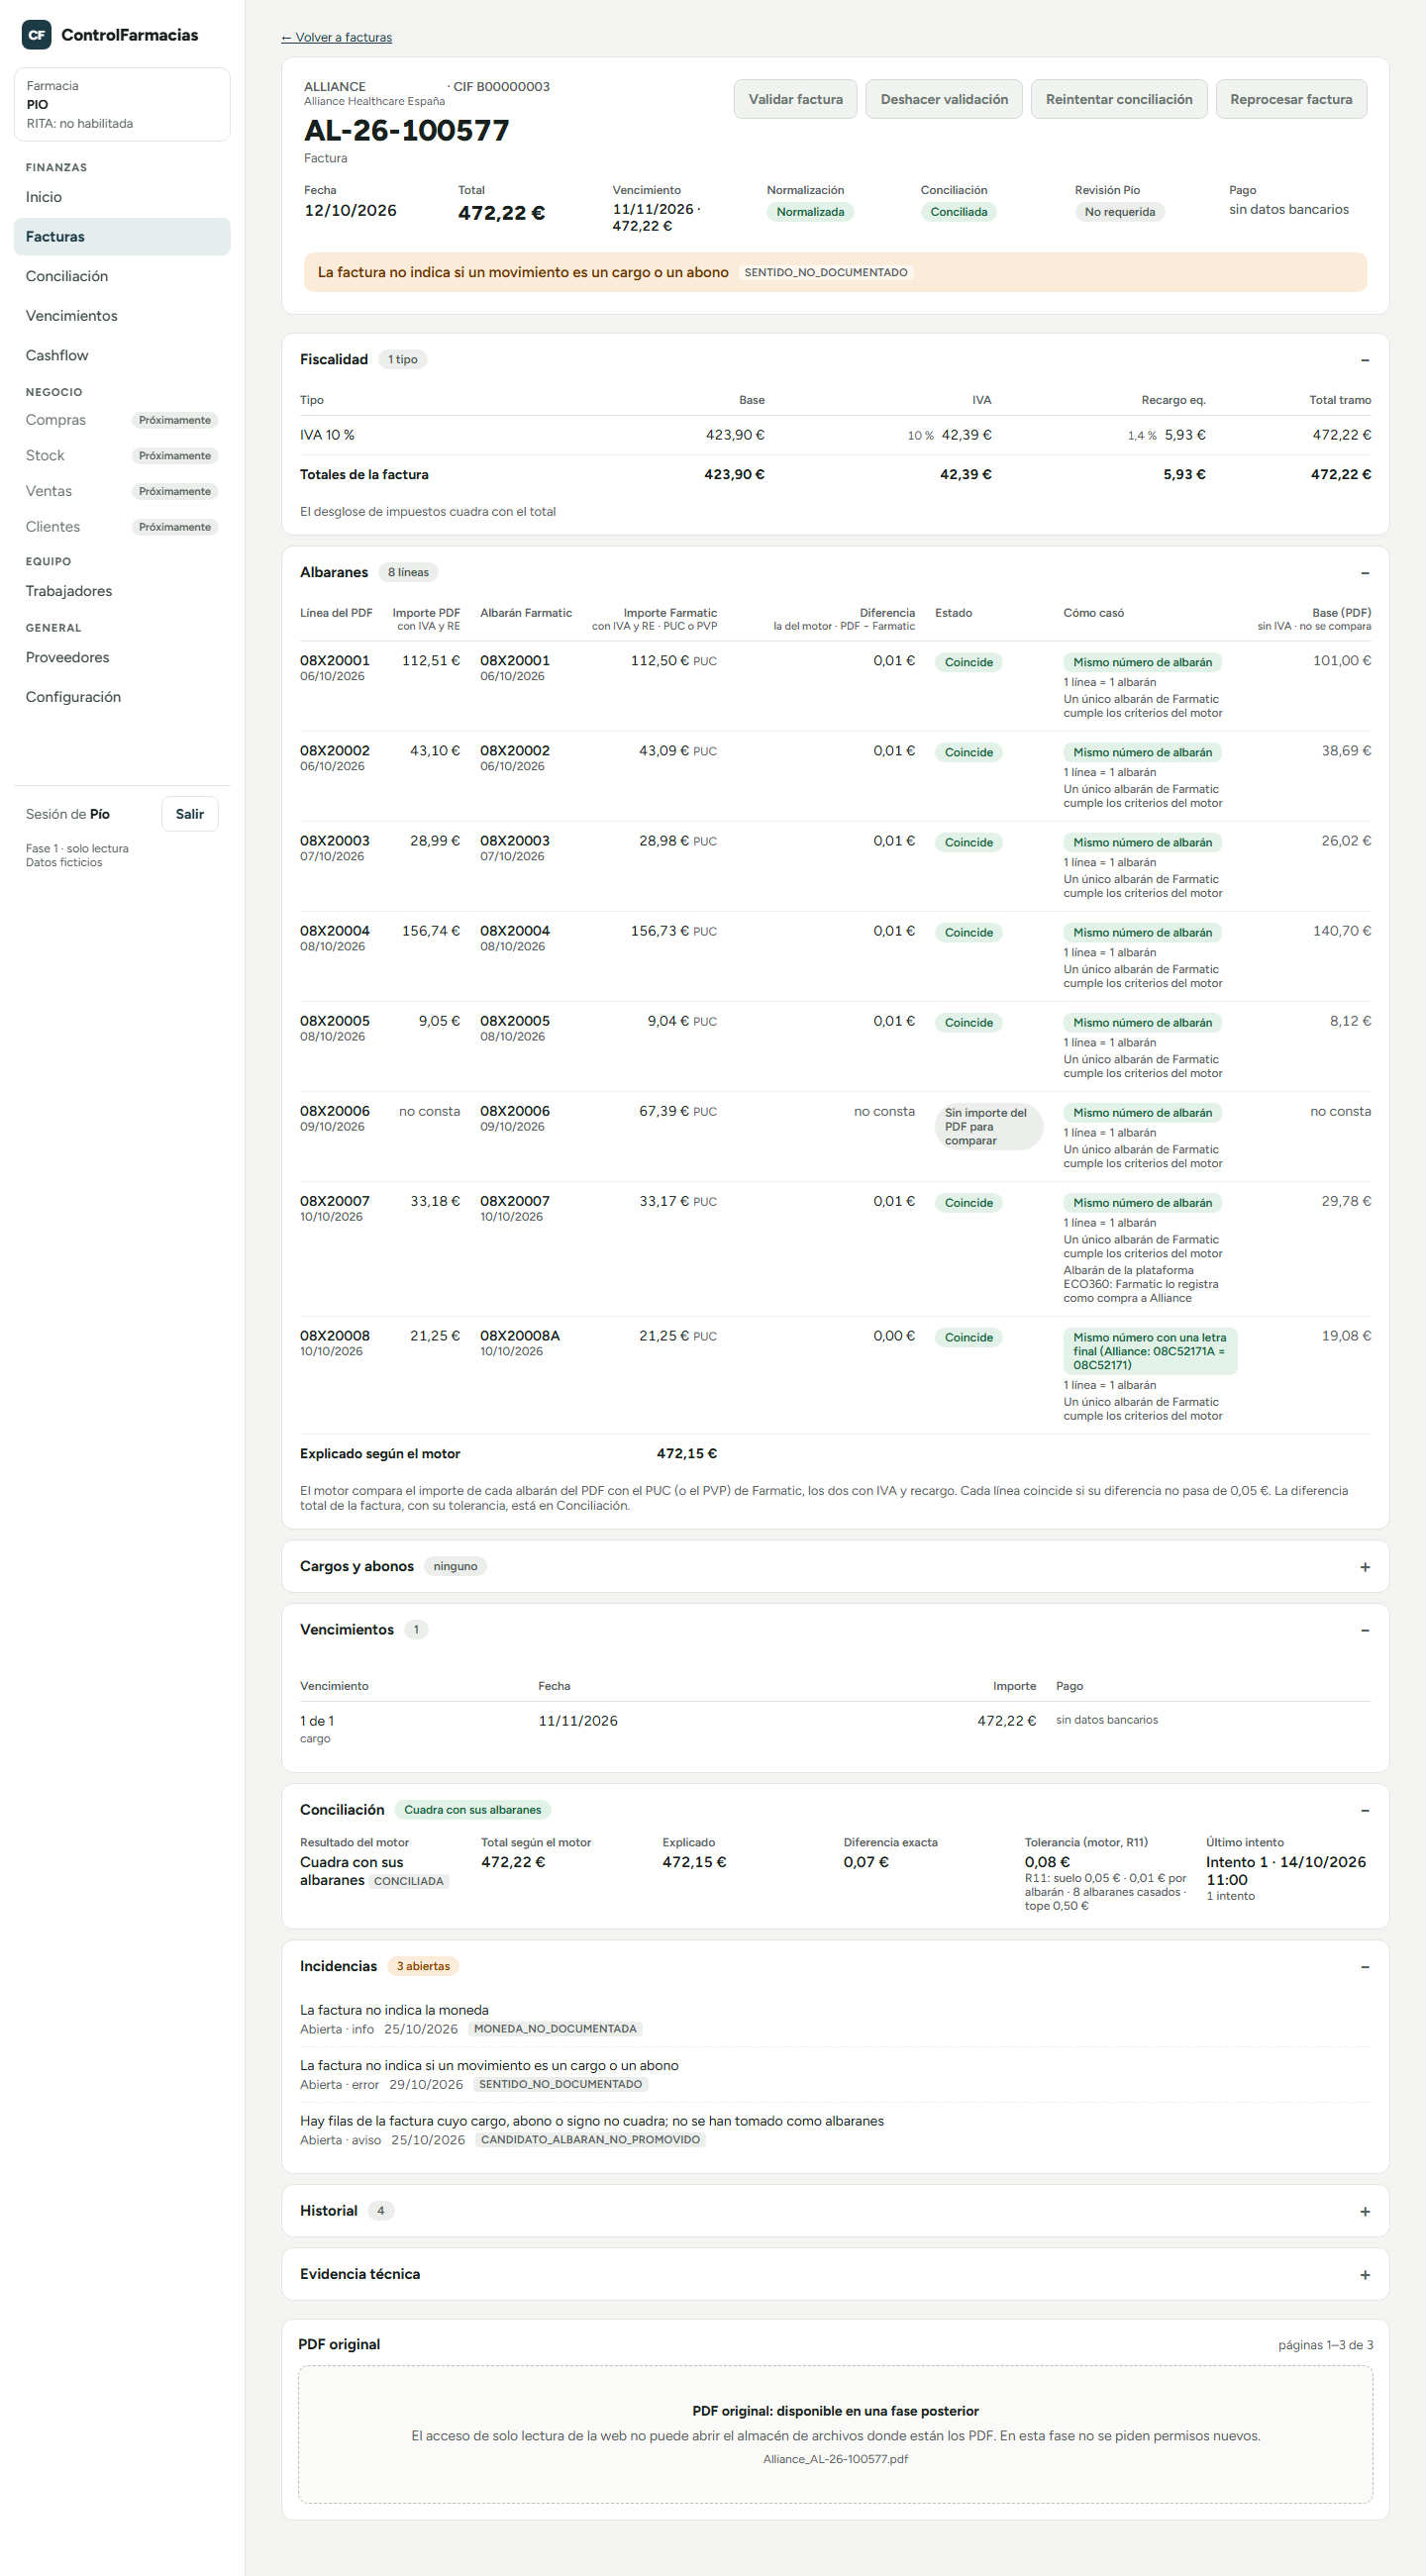 CF ControlFarmacias
Farmacia
PIO
RITA: no habilitada
FINANZAS
Inicio
Facturas
Conciliación
Vencimientos
Cashflow
NEGOCIO
Compras Próximamente
Stock Próximamente
Ventas Próximamente
Clientes Próximamente
EQUIPO
Trabajadores
GENERAL
Proveedores
Configuración
Sesión de Pío Salir
Fase 1 · solo lectura
Datos ficticios
← Volver a facturas
ALLIANCE · CIF B00000003
Alliance Healthcare España
AL-26-100577
Factura
Validar factura Deshacer validación Reintentar conciliación Reprocesar factura
Fecha Total Vencimiento Normalización Conciliación Revisión Pío Pago
12/10/2026 472,22 € 11/11/2026 · Normalizada Conciliada No requerida sin datos bancarios
472,22 €
La factura no indica si un movimiento es un cargo o un abono SENTIDO_NO_DOCUMENTADO
Fiscalidad 1 tipo −
Tipo Base IVA Recargo eq. Total tramo
IVA 10 % 423,90 € 10 % 42,39 € 1,4 % 5,93 € 472,22 €
Totales de la factura 423,90 € 42,39 € 5,93 € 472,22 €
El desglose de impuestos cuadra con el total
Albaranes 8 líneas −
Línea del PDF Importe PDF Albarán Farmatic Importe Farmatic Diferencia Estado Cómo casó Base (PDF)
con IVA y RE con IVA y RE · PUC o PVP la del motor · PDF − Farmatic sin IVA · no se compara
08X20001 112,51 € 08X20001 112,50 € PUC 0,01 € Coincide Mismo número de albarán 101,00 €
06/10/2026 06/10/2026 1 línea = 1 albarán
Un único albarán de Farmatic
cumple los criterios del motor
08X20002 43,10 € 08X20002 43,09 € PUC 0,01 € Coincide Mismo número de albarán 38,69 €
06/10/2026 06/10/2026 1 línea = 1 albarán
Un único albarán de Farmatic
cumple los criterios del motor
08X20003 28,99 € 08X20003 28,98 € PUC 0,01 € Coincide Mismo número de albarán 26,02 €
07/10/2026 07/10/2026 1 línea = 1 albarán
Un único albarán de Farmatic
cumple los criterios del motor
08X20004 156,74 € 08X20004 156,73 € PUC 0,01 € Coincide Mismo número de albarán 140,70 €
08/10/2026 08/10/2026 1 línea = 1 albarán
Un único albarán de Farmatic
cumple los criterios del motor
08X20005 9,05 € 08X20005 9,04 € PUC 0,01 € Coincide Mismo número de albarán 8,12 €
08/10/2026 08/10/2026 1 línea = 1 albarán
Un único albarán de Farmatic
cumple los criterios del motor
08X20006 no consta 08X20006 67,39 € PUC no consta Sin importe del PDF para comparar Mismo número de albarán no consta
09/10/2026 09/10/2026 1 línea = 1 albarán
Un único albarán de Farmatic
cumple los criterios del motor
08X20007 33,18 € 08X20007 33,17 € PUC 0,01 € Coincide Mismo número de albarán 29,78 €
10/10/2026 10/10/2026 1 línea = 1 albarán
Un único albarán de Farmatic
cumple los criterios del motor
Albarán de la plataforma
ECO360: Farmatic lo registra
como compra a Alliance
08X20008 21,25 € 08X20008A 21,25 € PUC 0,00 € Coincide Mismo número con una letra 19,08 €
10/10/2026 10/10/2026 final (Alliance: 08C52171A =
08C52171)
1 línea = 1 albarán
Un único albarán de Farmatic
cumple los criterios del motor
Explicado según el motor 472,15 €
El motor compara el importe de cada albarán del PDF con el PUC (o el PVP) de Farmatic, los dos con IVA y recargo. Cada línea coincide si su diferencia no pasa de 0,05 €. La diferencia
total de la factura, con su tolerancia, está en Conciliación.
Cargos y abonos ninguno +
Vencimientos 1 −
Vencimiento Fecha Importe Pago
1 de 1 11/11/2026 472,22 € sin datos bancarios
cargo
Conciliación Cuadra con sus albaranes −
Resultado del motor Total según el motor Explicado Diferencia exacta Tolerancia (motor, R11) Último intento
Cuadra con sus 472,22 € 472,15 € 0,07 € 0,08 € Intento 1 · 14/10/2026
albaranes CONCILIADA R11: suelo 0,05 € · 0,01 € por 11:00
albarán · 8 albaranes casados · 1 intento
tope 0,50 €
Incidencias 3 abiertas −
La factura no indica la moneda
Abierta · info 25/10/2026 MONEDA_NO_DOCUMENTADA
La factura no indica si un movimiento es un cargo o un abono
Abierta · error 29/10/2026 SENTIDO_NO_DOCUMENTADO
Hay filas de la factura cuyo cargo, abono o signo no cuadra; no se han tomado como albaranes
Abierta · aviso 25/10/2026 CANDIDATO_ALBARAN_NO_PROMOVIDO
Historial 4 +
Evidencia técnica +
PDF original páginas 1–3 de 3
PDF original: disponible en una fase posterior
El acceso de solo lectura de la web no puede abrir el almacén de archivos donde están los PDF. En esta fase no se piden permisos nuevos.
Alliance_AL-26-100577.pdf